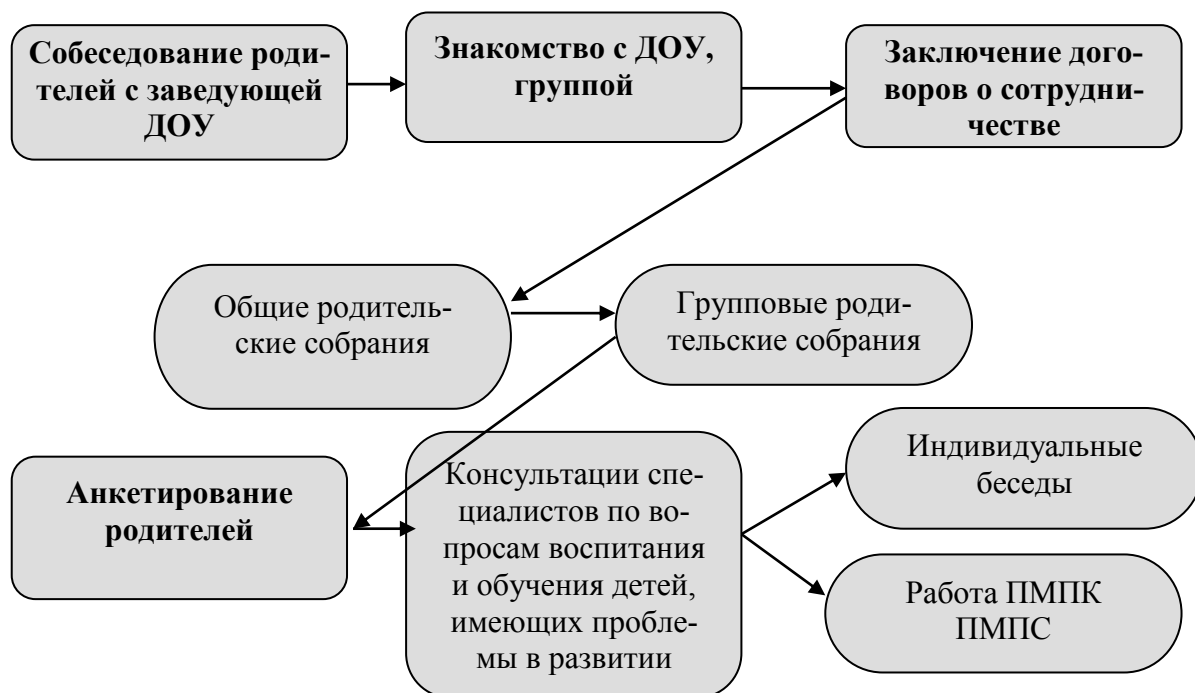 Собеседование роди-
телей с заведующей
ДОУ
Знакомство с ДОУ,
группой
Заключение дого-
воров о сотрудни-
честве
Общие родитель-
ские собрания
Групповые роди-
тельские собрания
Анкетирование
родителей
Консультации спе-
циалистов по во-
просам воспитания
и обучения детей,
имеющих пробле-
мы в развитии
Индивидуальные
беседы
Работа ПМПК
ПМПС